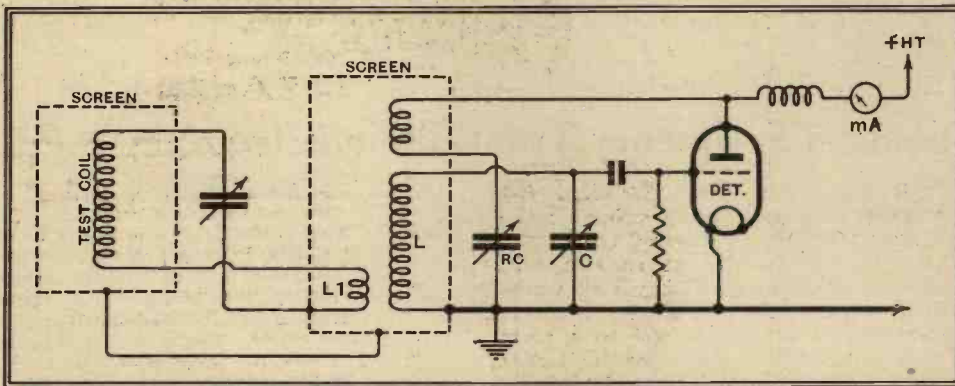 SCREEN
SCREEN
+HT
mA
TEST COIL
DET.
L
RC
C
L1